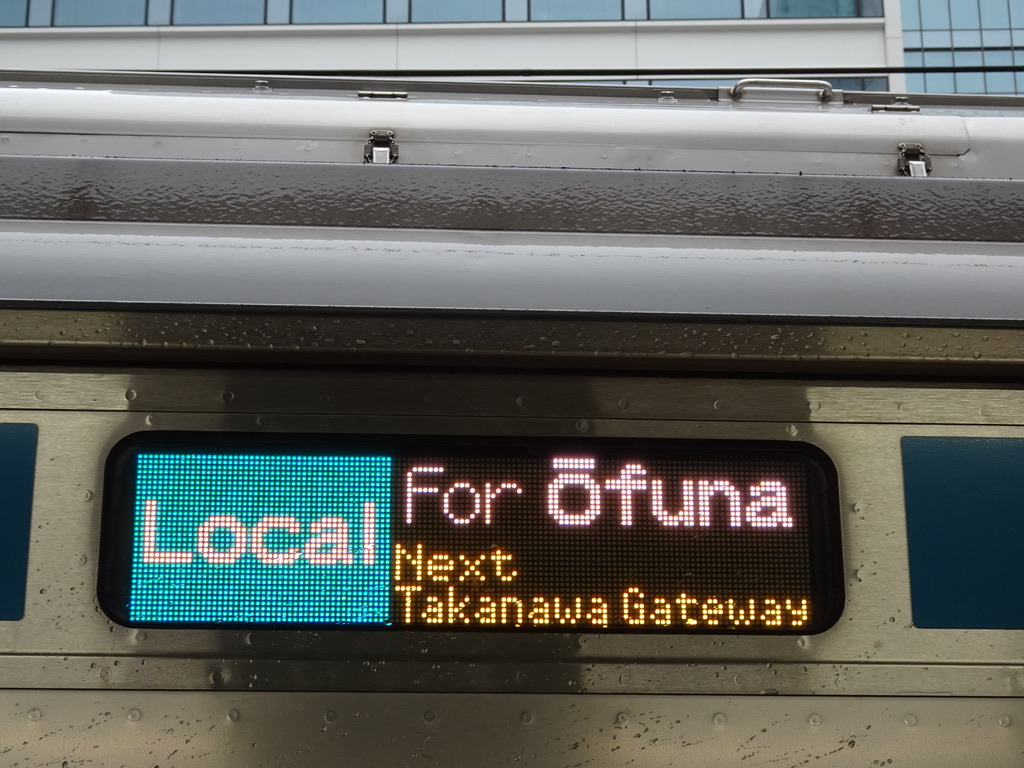 Local
For Ōfuna
Next
Takanawa Gateway